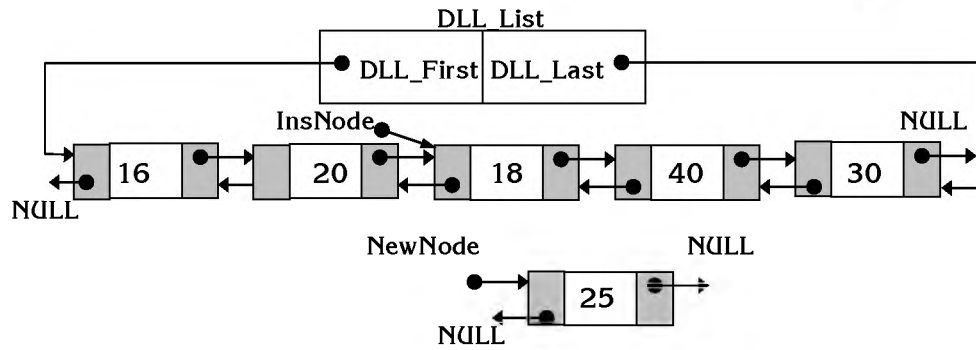 DLL_List
DLL_First DLL_Last
InsNode NULL
16 20 18 40 30
NULL
NewNode NULL
25
NULL